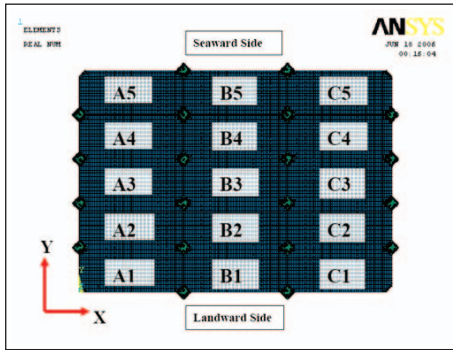 1
ELEMENTS
REAL NUM
Seaward Side
ANSYS
JUN 18 2006
00:15:04
A5 B5 C5
A4 B4 C4
A3 B3 C3
A2 B2 C2
A1 B1 C1
Y
X
Landward Side